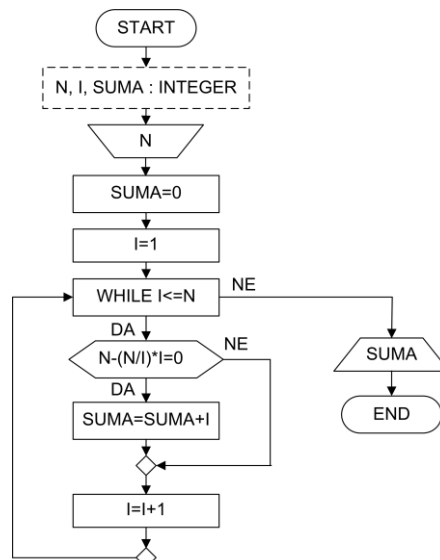 START
N, I, SUMA : INTEGER
N
SUMA=0
I=1
WHILE I<=N
NE
DA
N-(N/I)*I=0
NE
SUMA
DA
SUMA=SUMA+I
END
I=I+1